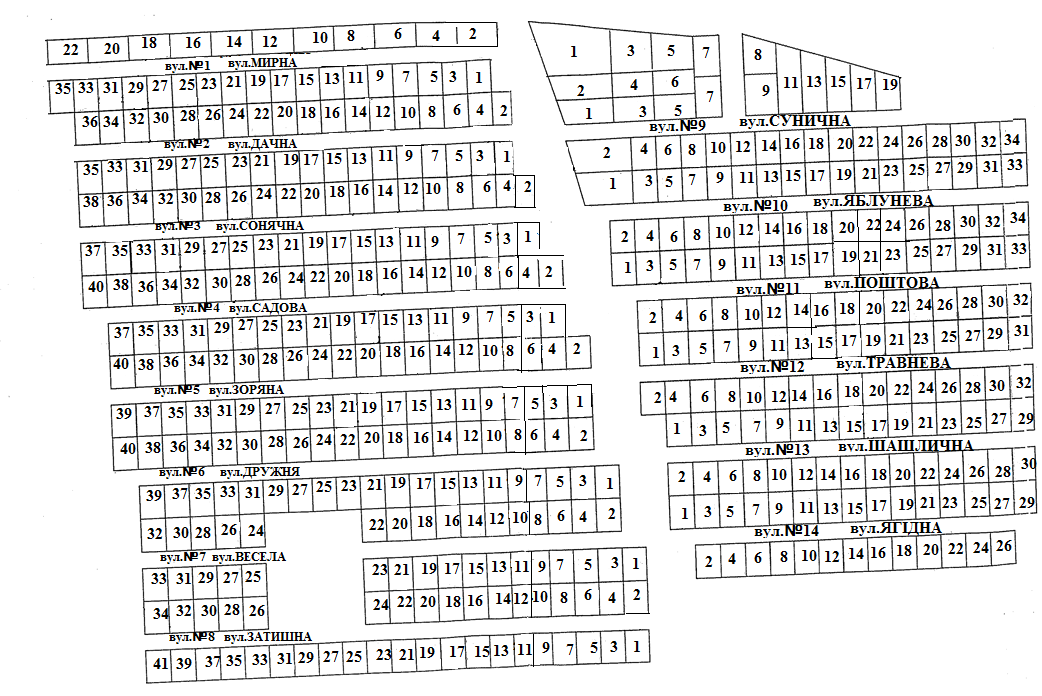 22 20 18 16 14 12 10 8 6 4 2
вул.№1 вул.МИРНА
35 33 31 29 27 25 23 21 19 17 15 13 11 9 7 5 3 1
36 34 32 30 28 26 24 22 20 18 16 14 12 10 8 6 4 2
вул.№2 вул.ДАЧНА
35 33 31 29 27 25 23 21 19 17 15 13 11 9 7 5 3 1
38 36 34 32 30 28 26 24 22 20 18 16 14 12 10 8 6 4 2
вул.№3 вул.СОНЯЧНА
37 35 33 31 29 27 25 23 21 19 17 15 13 11 9 7 5 3 1
40 38 36 34 32 30 28 26 24 22 20 18 16 14 12 10 8 6 4 2
вул.№4 вул.САДОВА
37 35 33 31 29 27 25 23 21 19 17 15 13 11 9 7 5 3 1
40 38 36 34 32 30 28 26 24 22 20 18 16 14 12 10 8 6 4 2
вул.№5 вул.ЗОРЯНА
39 37 35 33 31 29 27 25 23 21 19 17 15 13 11 9 7 5 3 1
40 38 36 34 32 30 28 26 24 22 20 18 16 14 12 10 8 6 4 2
вул.№6 вул.ДРУЖНЯ
39 37 35 33 31 29 27 25 23 21 19 17 15 13 11 9 7 5 3 1
32 30 28 26 24 22 20 18 16 14 12 10 8 6 4 2
вул.№7 вул.ВЕСЕЛА
33 31 29 27 25 23 21 19 17 15 13 11 9 7 5 3 1
34 32 30 28 26 24 22 20 18 16 14 12 10 8 6 4 2
вул.№8 вул.ЗАТИШНА
41 39 37 35 33 31 29 27 25 23 21 19 17 15 13 11 9 7 5 3 1
1 3 5 7 8
2 4 6 9 11 13 15 17 19
1 3 5 7
вул.№9 вул.СУНИЧНА
2 4 6 8 10 12 14 16 18 20 22 24 26 28 30 32 34
1 3 5 7 9 11 13 15 17 19 21 23 25 27 29 31 33
вул.№10 вул.ЯБЛУНЕВА
2 4 6 8 10 12 14 16 18 20 22 24 26 28 30 32 34
1 3 5 7 9 11 13 15 17 19 21 23 25 27 29 31 33
вул.№11 вул.ПОШТОВА
2 4 6 8 10 12 14 16 18 20 22 24 26 28 30 32
1 3 5 7 9 11 13 15 17 19 21 23 25 27 29 31
вул.№12 вул.ТРАВНЕВА
2 4 6 8 10 12 14 16 18 20 22 24 26 28 30 32
1 3 5 7 9 11 13 15 17 19 21 23 25 27 29
вул.№13 вул.ШАШЛИЧНА
2 4 6 8 10 12 14 16 18 20 22 24 26 28 30
1 3 5 7 9 11 13 15 17 19 21 23 25 27 29
вул.№14 вул.ЯГІДНА
2 4 6 8 10 12 14 16 18 20 22 24 26